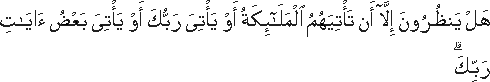 هَلْ يَنظُرُونَ إِلَّآ أَن تَأْتِيَهُمُ ٱلْمَلَـٰٓئِكَةُ أَوْ يَأْتِىَ رَبُّكَ أَوْ يَأْتِىَ بَعْضُ ءَايَـٰتِ
رَبِّكَ ۗ